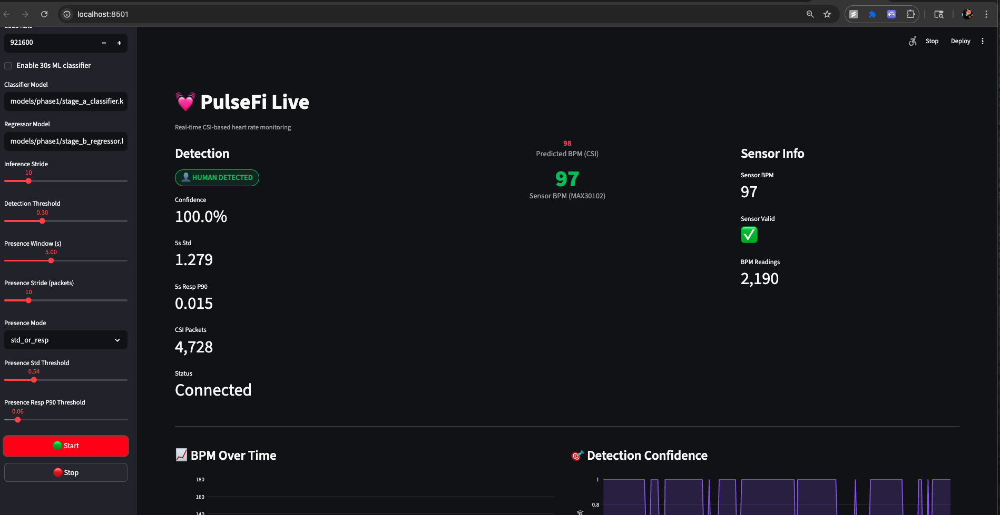 localhost:8501
Baud Rate
921600
Enable 30s ML classifier
Classifier Model
models/phase1/stage_a_classifier.k
Regressor Model
models/phase1/stage_b_regressor.l
Inference Stride
10
Detection Threshold
0.30
Presence Window (s)
5.00
Presence Stride (packets)
10
Presence Mode
std_or_resp
Presence Std Threshold
0.54
Presence Resp P90 Threshold
0.06
Start
Stop
Stop Deploy
PulseFi Live
Real-time CSI-based heart rate monitoring
Detection
HUMAN DETECTED
Confidence
100.0%
5s Std
1.279
5s Resp P90
0.015
CSI Packets
4,728
Status
Connected
98
Predicted BPM (CSI)
97
Sensor BPM (MAX30102)
Sensor Info
Sensor BPM
97
Sensor Valid
BPM Readings
2,190
BPM Over Time
180
160
140
Detection Confidence
1
0.8